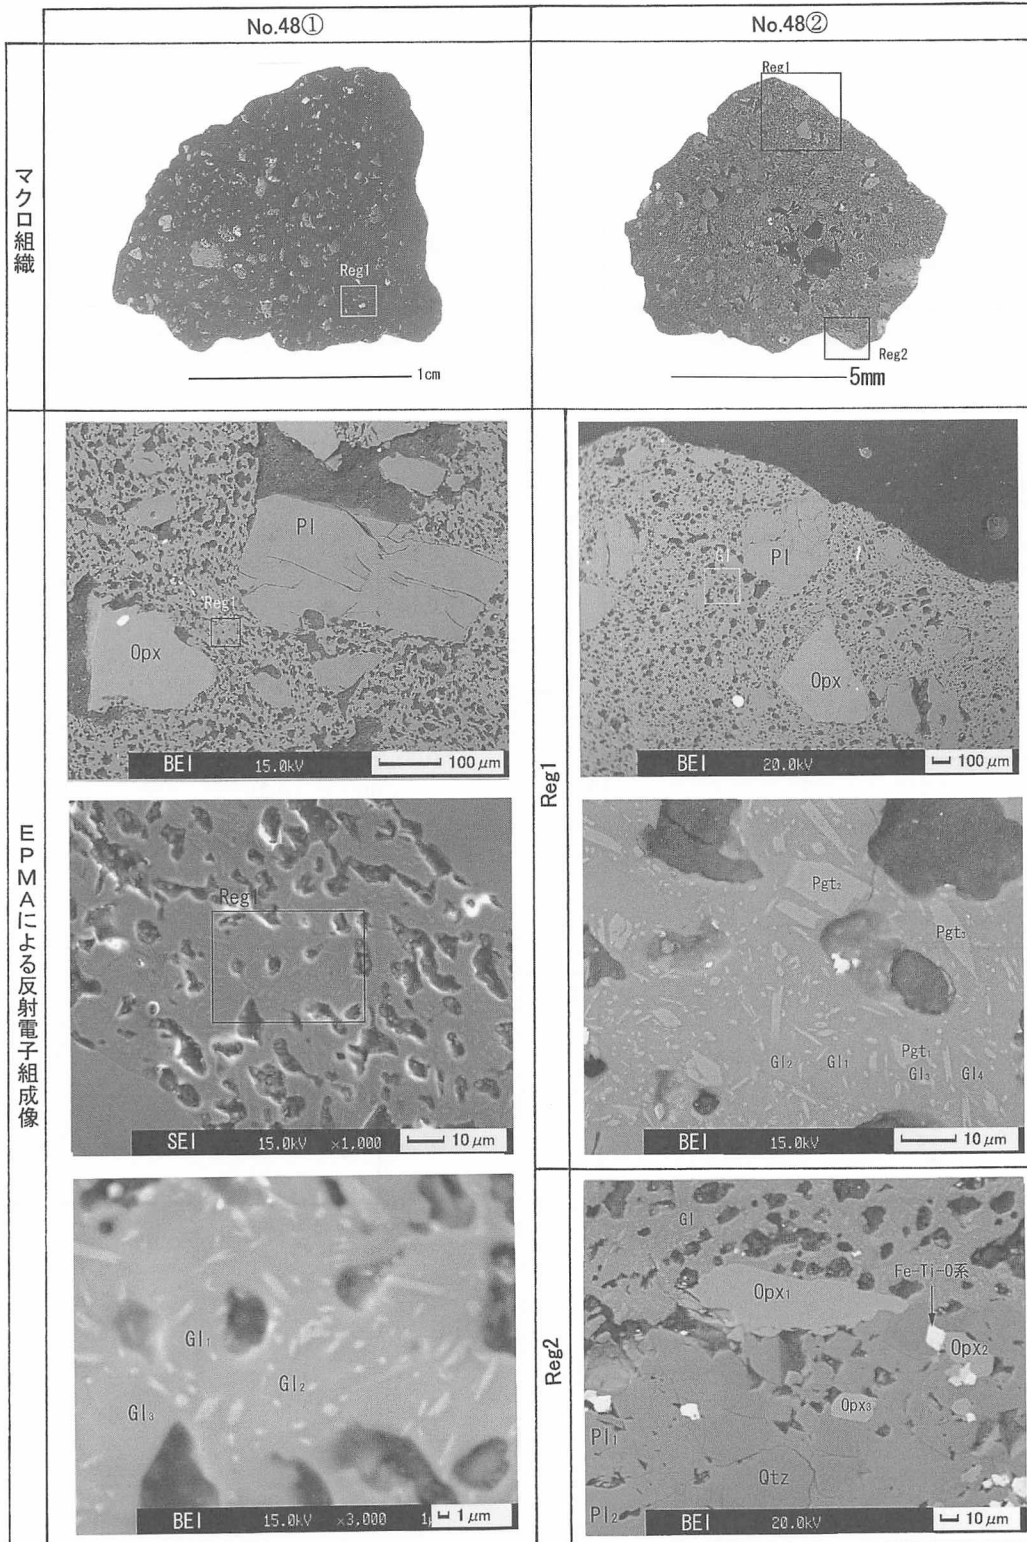 No.48①
No.48②
マクロ組織
Reg1
1cm
Reg1
Reg2
5mm
EPMAによる反射電子組成像
Pl
Reg1
Opx
BEI 15.0kV 100μm
Reg1
SEI 15.0kV ×1,000 10μm
Gl₁
Gl₂
Gl₃
BEI 15.0kV ×3,000 1μm
Reg1
Gl
Pl
Opx
BEI 20.0kV 100μm
Pgt₂
Pgt₃
Pgt₁
Gl₂ Gl₁ Gl₃ Gl₄
BEI 15.0kV 10μm
Reg2
Gl
Fe-Ti-O系
Opx₁
Opx₂
Opx₃
Pl₁
Qtz
Pl₂
BEI 20.0kV 10μm